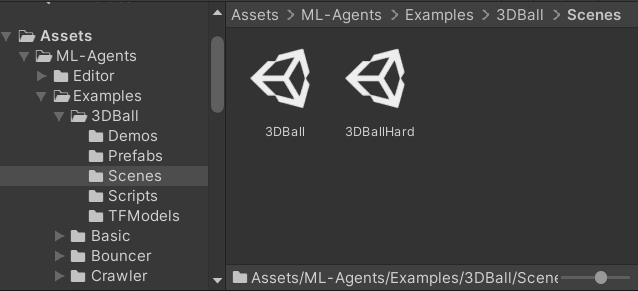 Assets
ML-Agents
Editor
Examples
3DBall
Demos
Prefabs
Scenes
Scripts
TFModels
Basic
Bouncer
Crawler
Assets > ML-Agents > Examples > 3DBall > Scenes
3DBall
3DBallHard
Assets/ML-Agents/Examples/3DBall/Scene